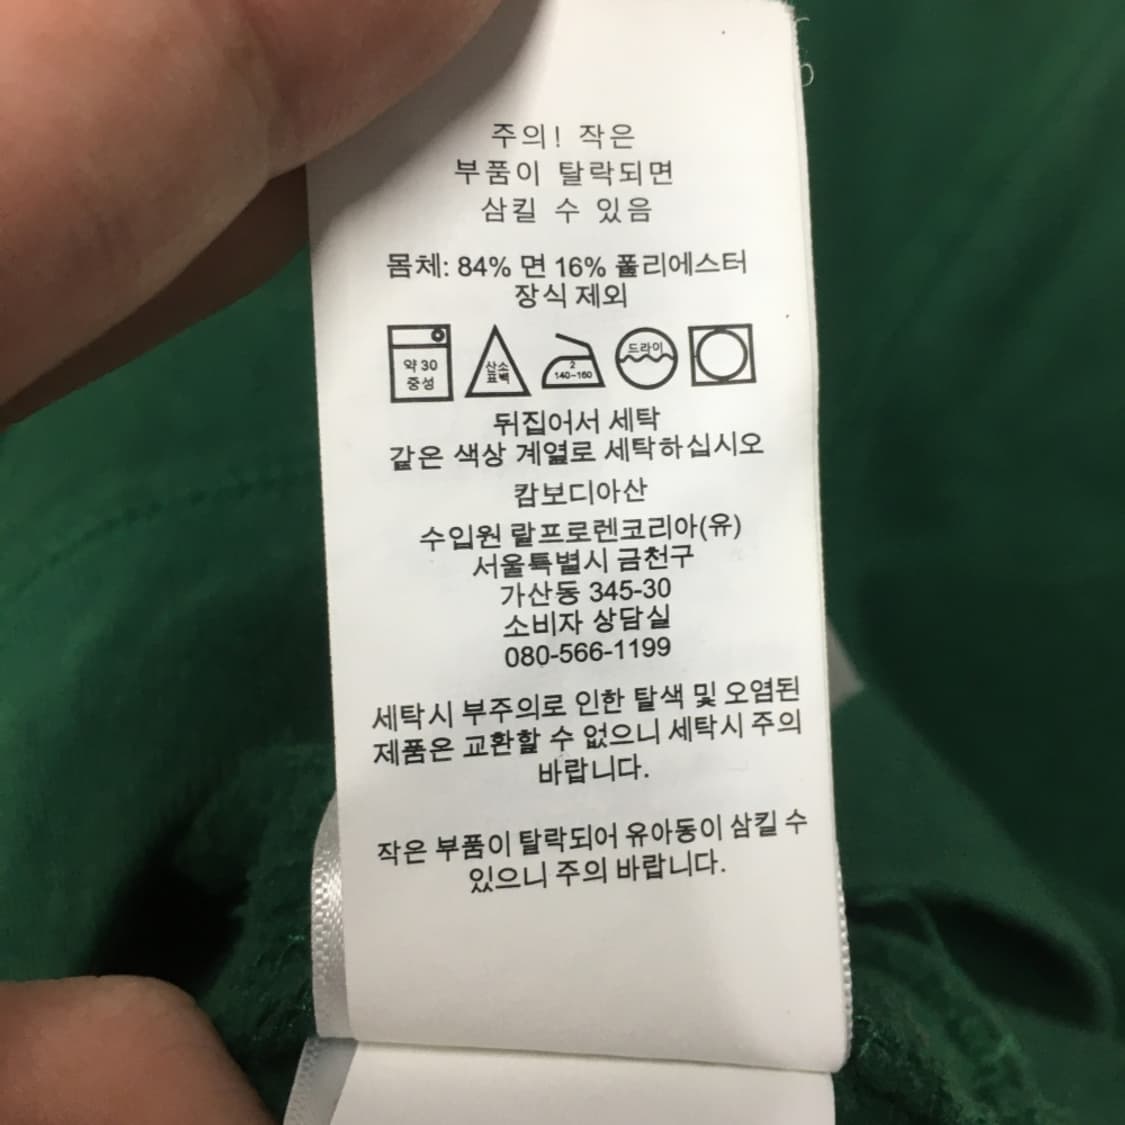 주의! 작은
부품이 탈락되면
삼킬 수 있음
몸체: 84% 면 16% 폴리에스터
장식 제외
약 30
중성
산소
표백
2
140~160
드라이
뒤집어서 세탁
같은 색상 계열로 세탁하십시오
캄보디아산
수입원 랄프로렌코리아(유)
서울특별시 금천구
가산동 345-30
소비자 상담실
080-566-1199
세탁시 부주의로 인한 탈색 및 오염된
제품은 교환할 수 없으니 세탁시 주의
바랍니다.
작은 부품이 탈락되어 유아동이 삼킬 수
있으니 주의 바랍니다.